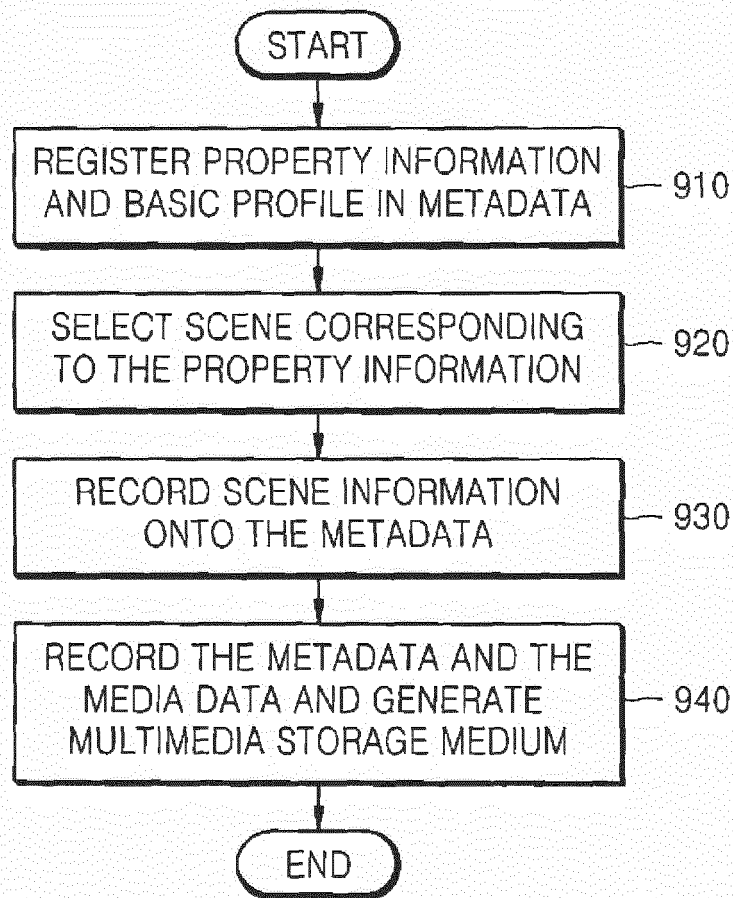 START
REGISTER PROPERTY INFORMATION
AND BASIC PROFILE IN METADATA
910
SELECT SCENE CORRESPONDING
TO THE PROPERTY INFORMATION
920
RECORD SCENE INFORMATION
ONTO THE METADATA
930
RECORD THE METADATA AND THE
MEDIA DATA AND GENERATE
MULTIMEDIA STORAGE MEDIUM
940
END